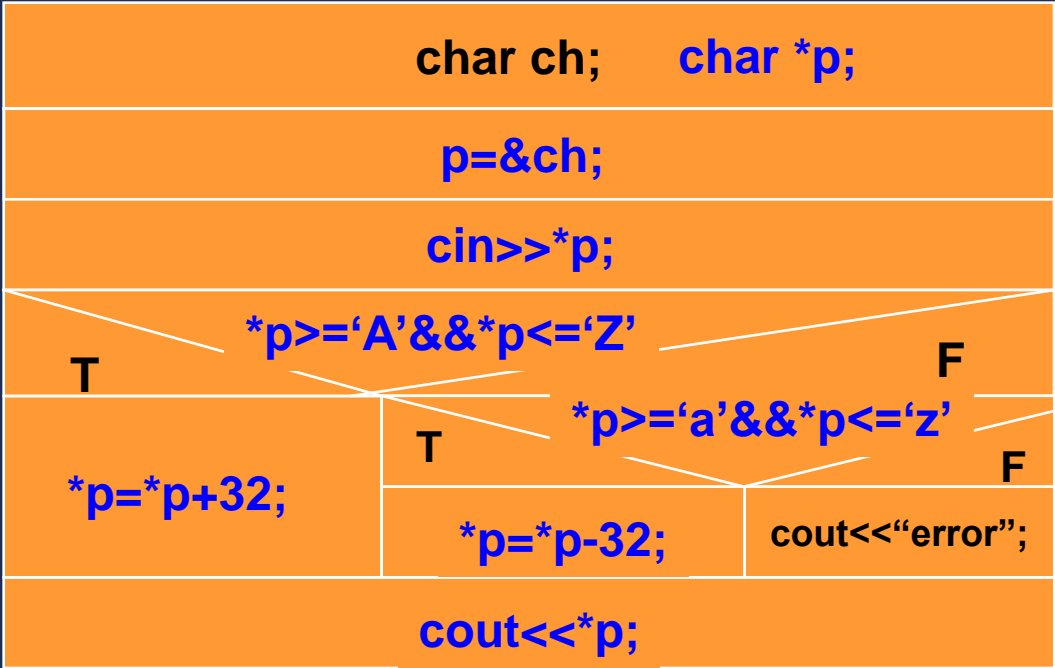 char ch; char *p;
p=&ch;
cin>>*p;
*p>=‘A’&&*p<=‘Z’
T
F
*p>=‘a’&&*p<=‘z’
T
F
*p=*p+32;
*p=*p-32;
cout<<“error”;
cout<<*p;